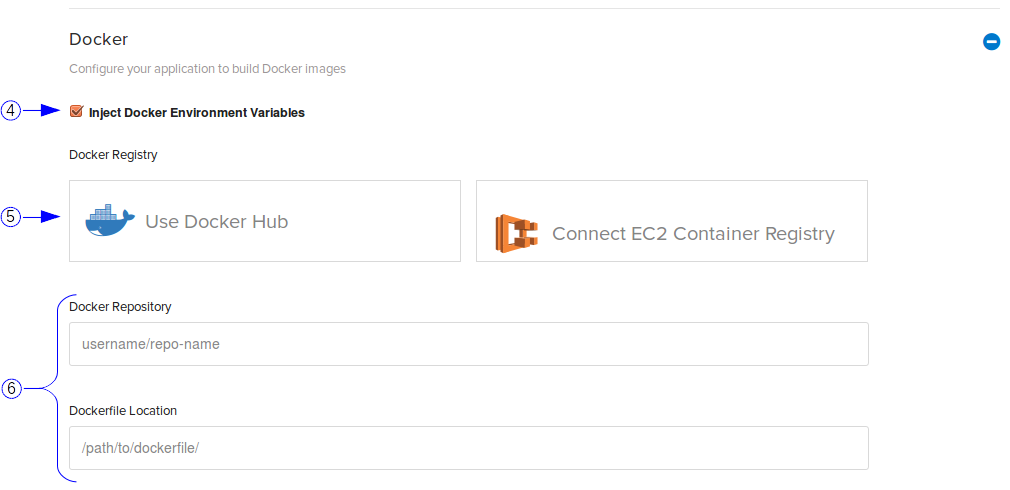 Docker
Configure your application to build Docker images
4
Inject Docker Environment Variables
Docker Registry
5
Use Docker Hub
Connect EC2 Container Registry
Docker Repository
username/repo-name
6
Dockerfile Location
/path/to/dockerfile/